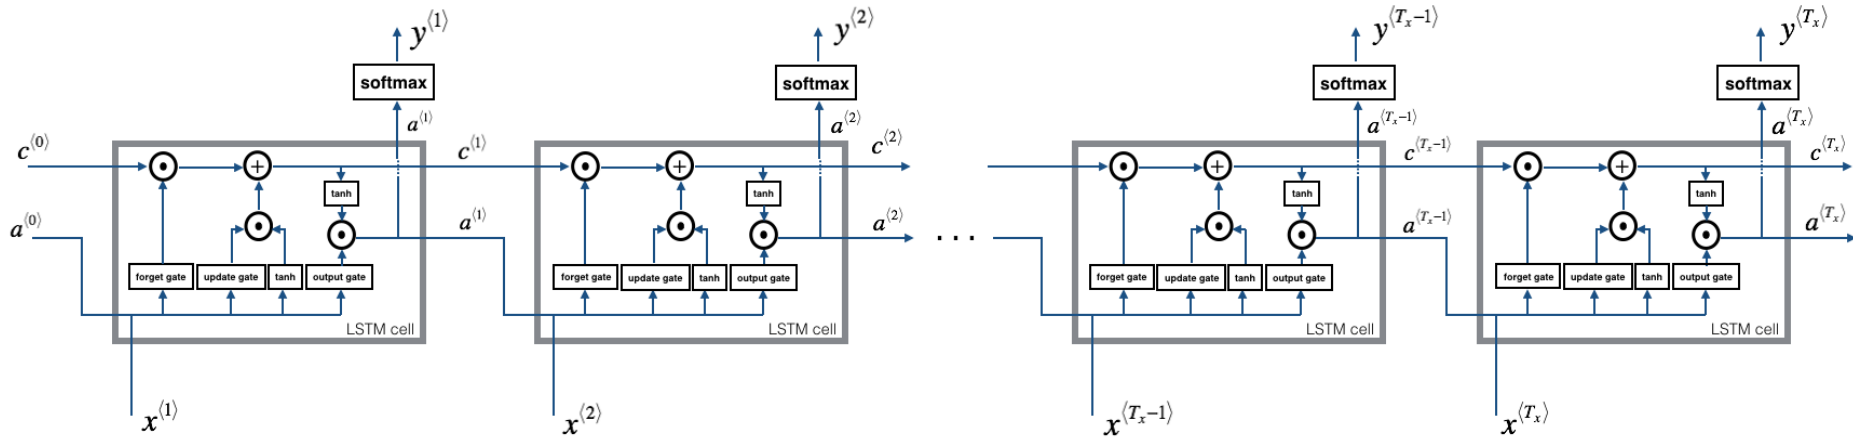 y⟨1⟩ y⟨2⟩ y⟨Tx−1⟩ y⟨Tx⟩
softmax softmax softmax softmax
a⟨1⟩ a⟨2⟩ a⟨Tx−1⟩ a⟨Tx⟩
c⟨0⟩ c⟨1⟩ c⟨2⟩ c⟨Tx−1⟩ c⟨Tx⟩
tanh tanh tanh tanh
a⟨0⟩ a⟨1⟩ a⟨2⟩ ... a⟨Tx−1⟩ a⟨Tx⟩
forget gate update gate tanh output gate forget gate update gate tanh output gate forget gate update gate tanh output gate forget gate update gate tanh output gate
LSTM cell LSTM cell LSTM cell LSTM cell
x⟨1⟩ x⟨2⟩ x⟨Tx−1⟩ x⟨Tx⟩